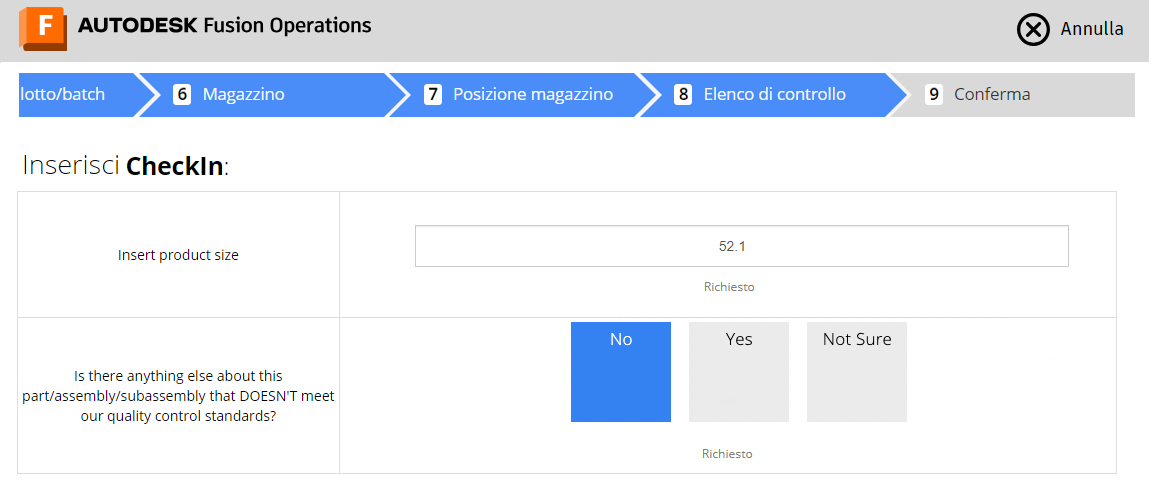 F AUTODESK Fusion Operations
Annulla
lotto/batch 6 Magazzino 7 Posizione magazzino 8 Elenco di controllo 9 Conferma
Inserisci CheckIn:
Insert product size
52.1
Richiesto
Is there anything else about this
part/assembly/subassembly that DOESN'T meet
our quality control standards?
No Yes Not Sure
Richiesto